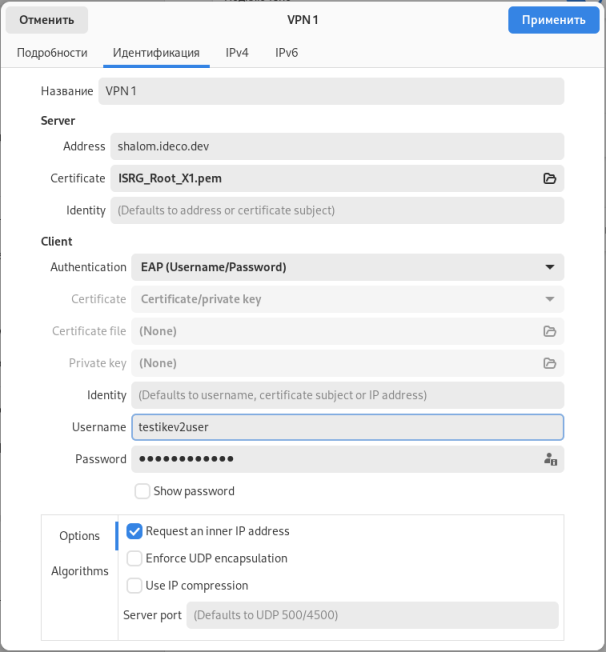 Отменить VPN 1 Применить
Подробности Идентификация IPv4 IPv6
Название VPN 1
Server
Address shalom.ideco.dev
Certificate ISRG_Root_X1.pem
Identity (Defaults to address or certificate subject)
Client
Authentication EAP (Username/Password)
Certificate Certificate/private key
Certificate file (None)
Private key (None)
Identity (Defaults to username, certificate subject or IP address)
Username testikev2user
Password ●●●●●●●●●●●●
Show password
Options Request an inner IP address
Enforce UDP encapsulation
Algorithms
Use IP compression
Server port (Defaults to UDP 500/4500)